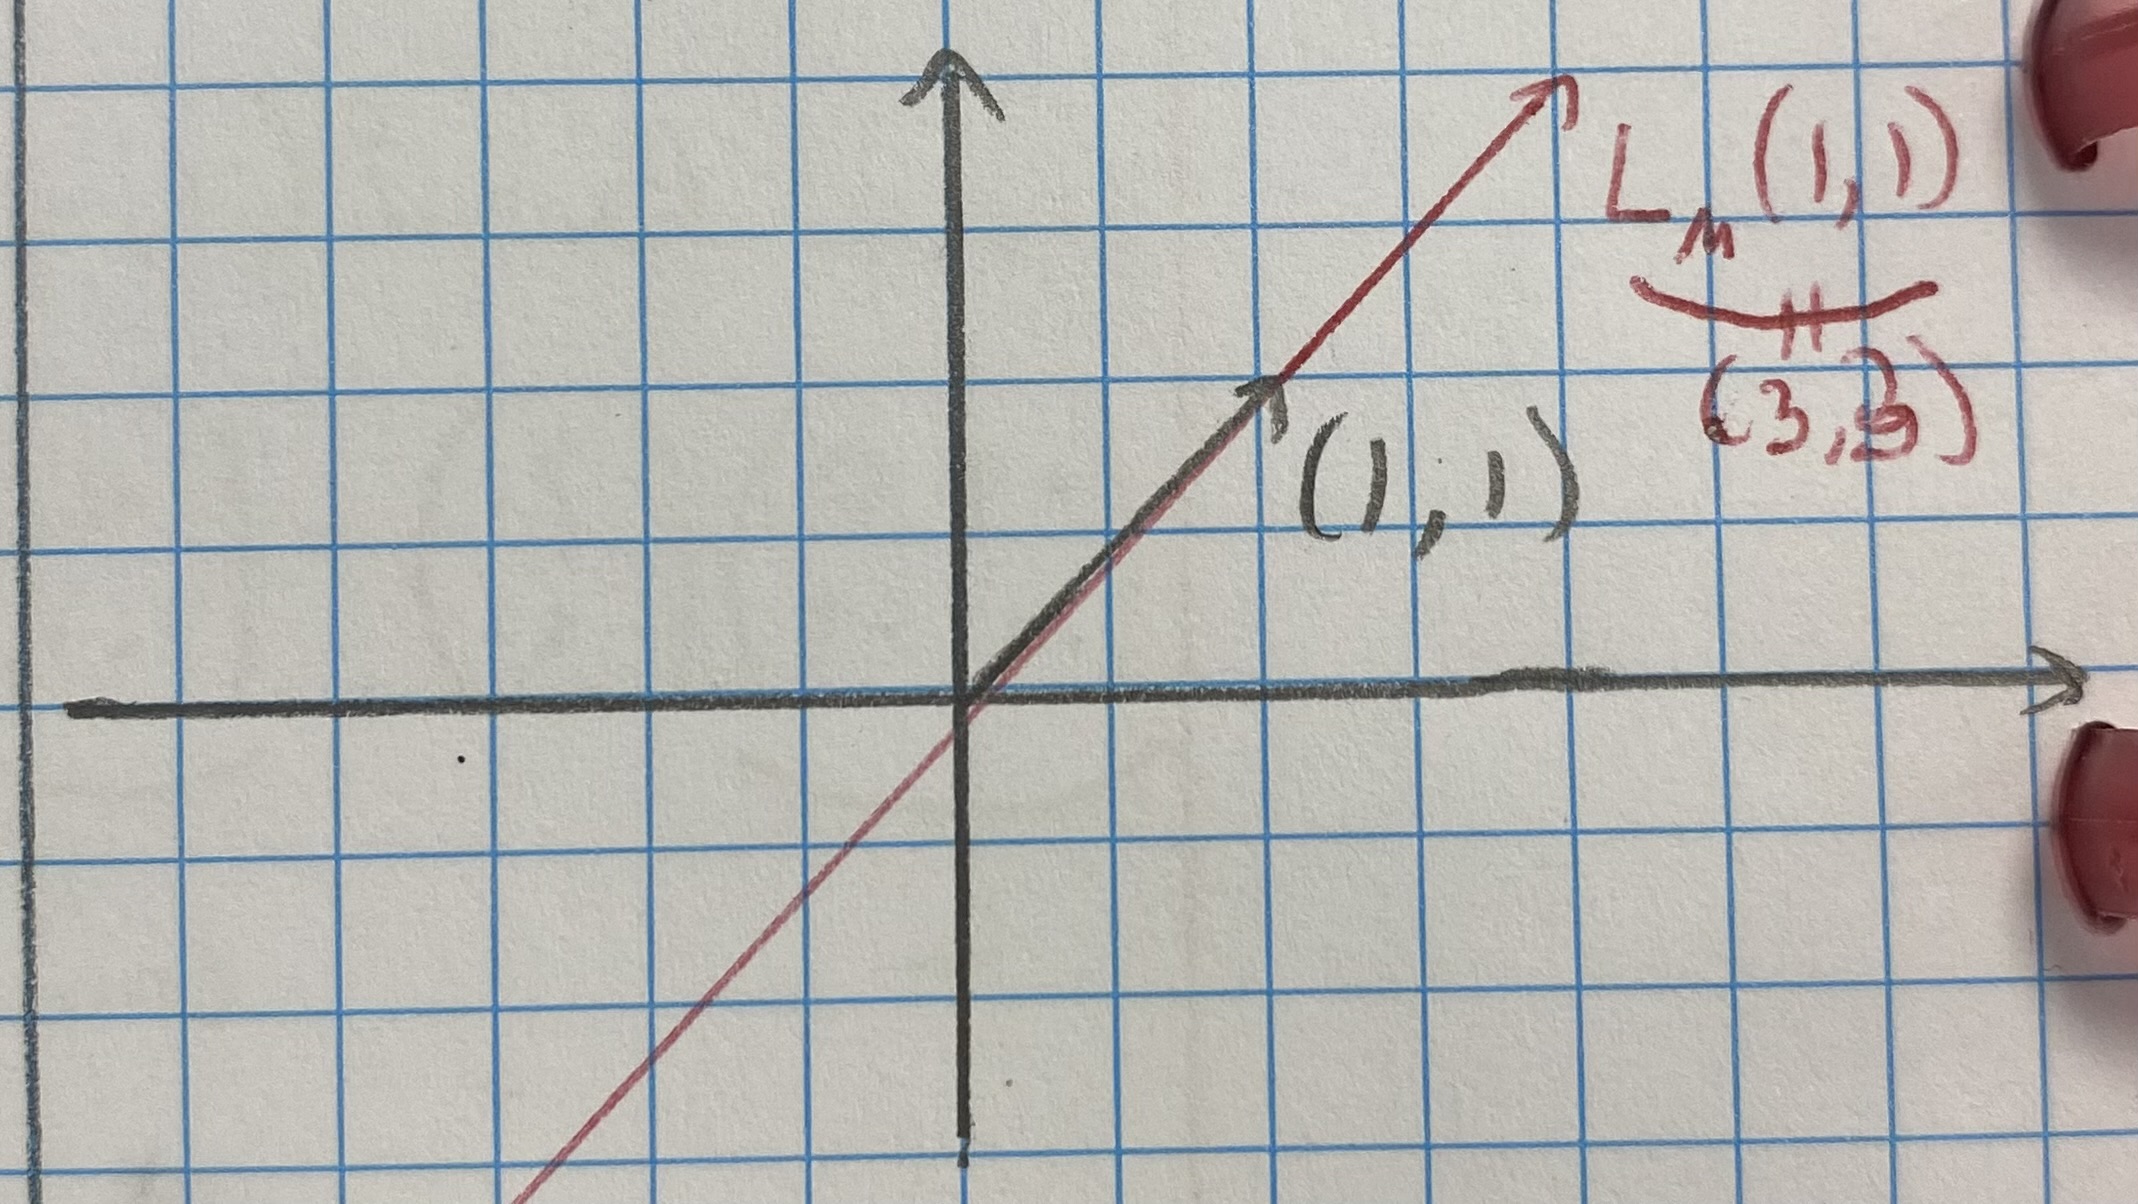 L_M (1,1)
=
(3,3)
(1,1)